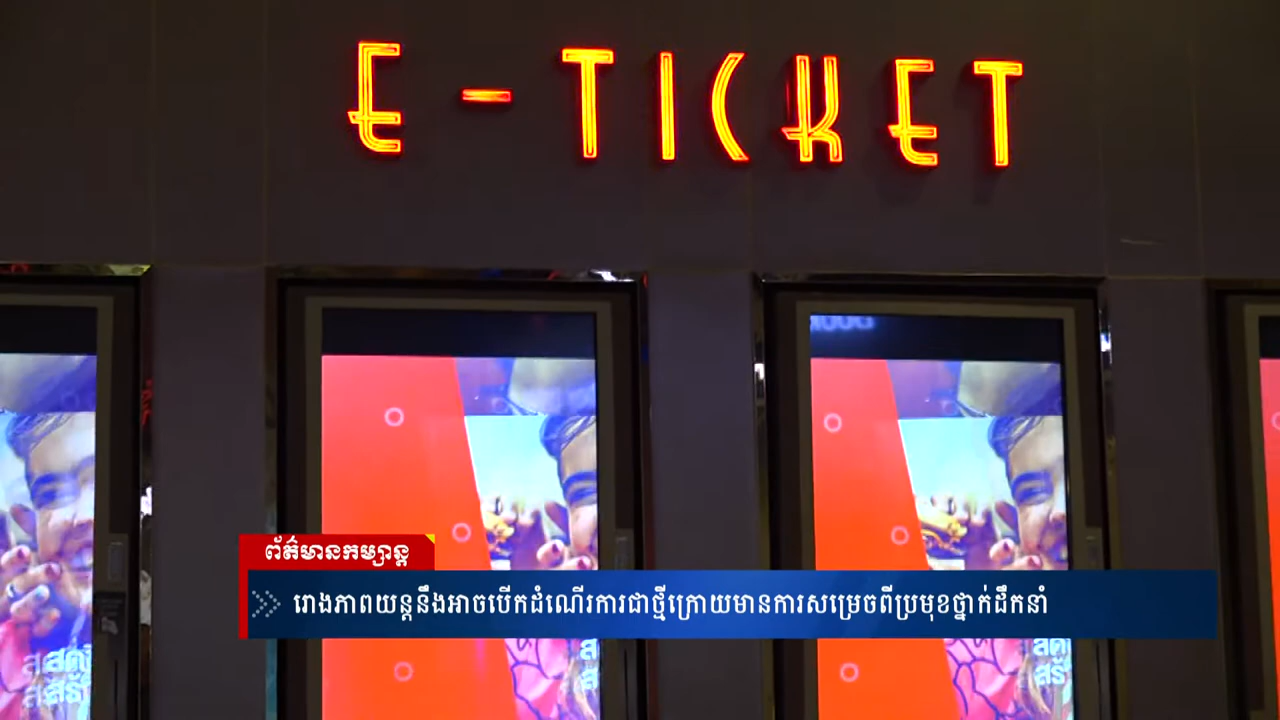 E-TICKET
ព័ត៌មានកម្សាន្ត
រោងភាពយន្តនឹងអាចបើកដំណើរការជាថ្មីក្រោយមានការសម្រេចពីប្រមុខថ្នាក់ដឹកនាំ